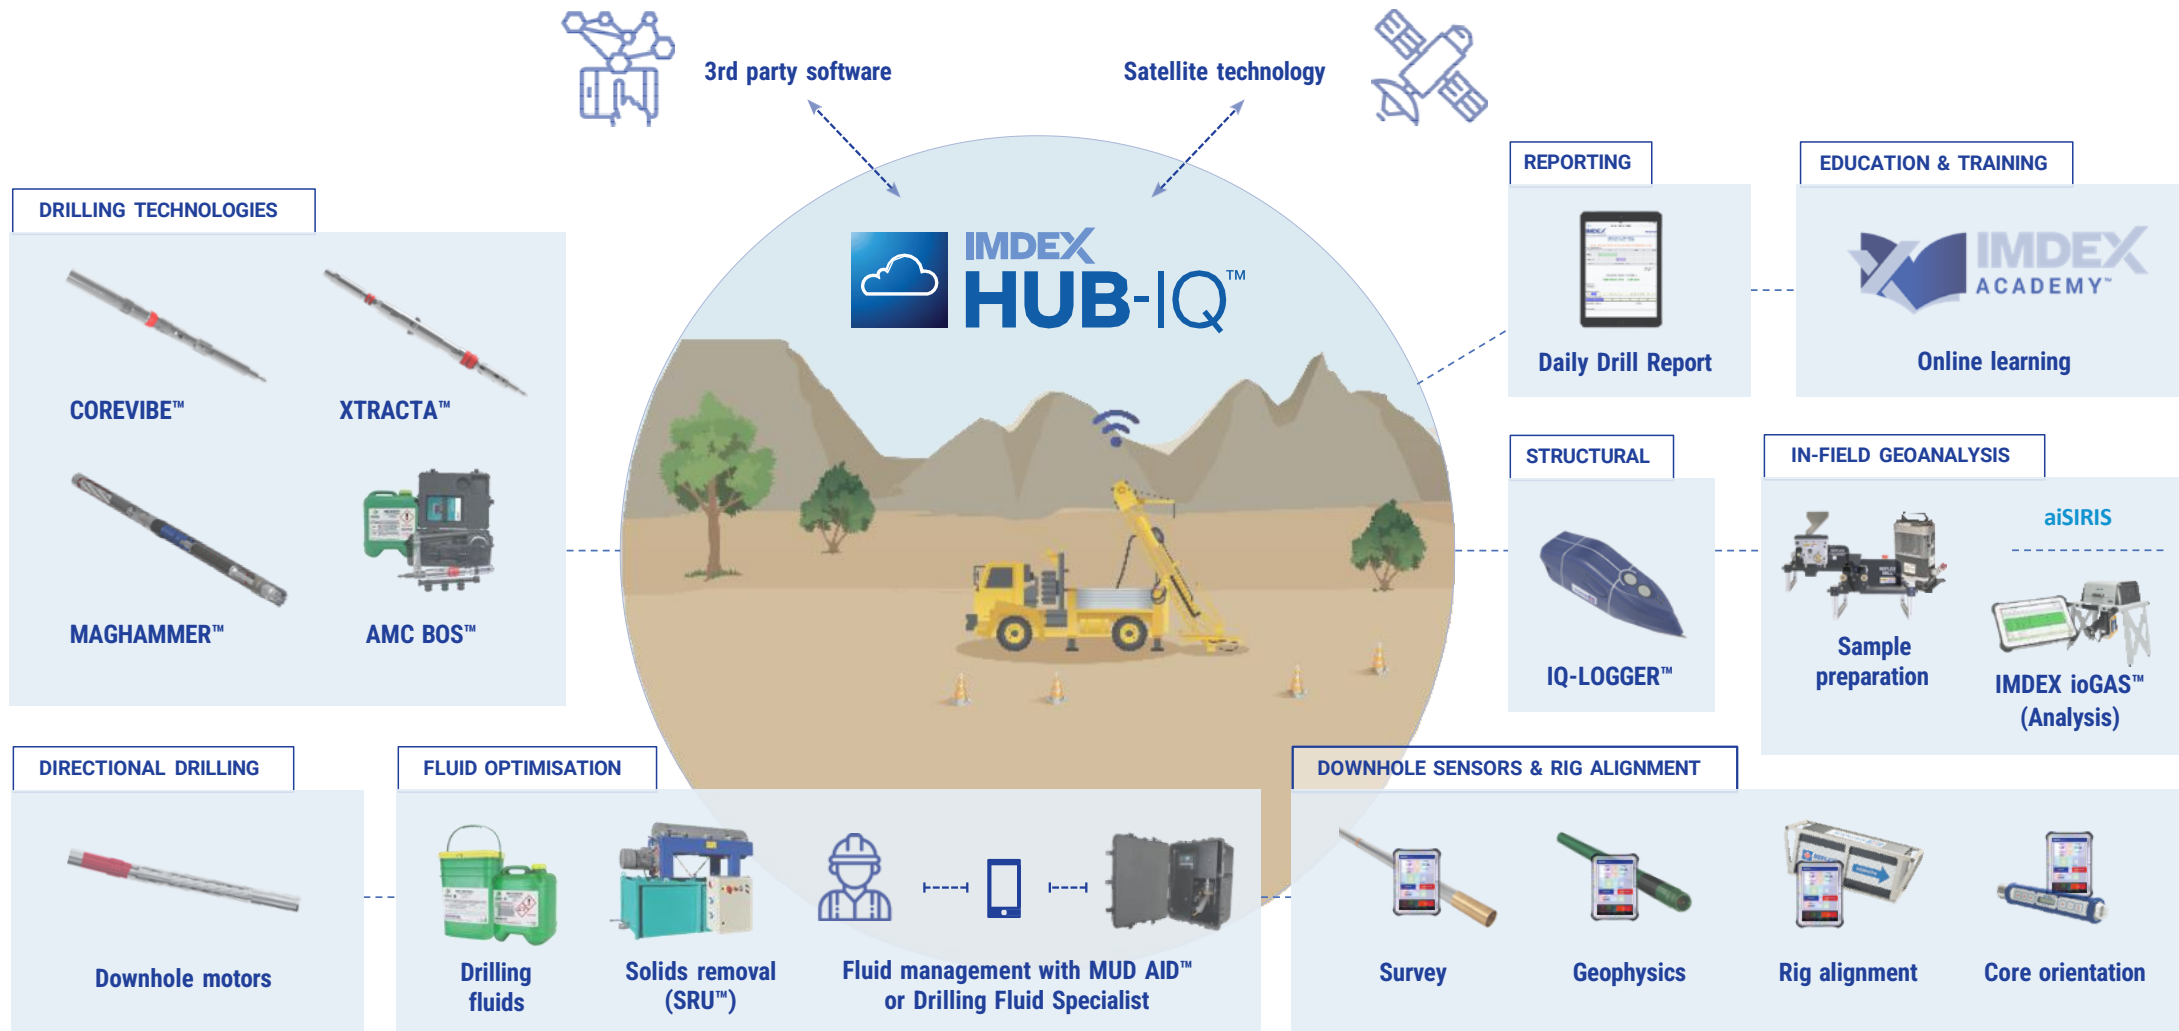 3rd party software
Satellite technology
IMDEX
HUB-IQ™
DRILLING TECHNOLOGIES
COREVIBE™
XTRACTA™
MAGHAMMER™
AMC BOS™
REPORTING
Daily Drill Report
EDUCATION & TRAINING
IMDEX
ACADEMY™
Online learning
STRUCTURAL
IQ-LOGGER™
IN-FIELD GEOANALYSIS
aiSIRIS
Sample
preparation
IMDEX ioGAS™
(Analysis)
DIRECTIONAL DRILLING
Downhole motors
FLUID OPTIMISATION
Drilling
fluids
Solids removal
(SRU™)
Fluid management with MUD AID™
or Drilling Fluid Specialist
DOWNHOLE SENSORS & RIG ALIGNMENT
Survey
Geophysics
Rig alignment
Core orientation